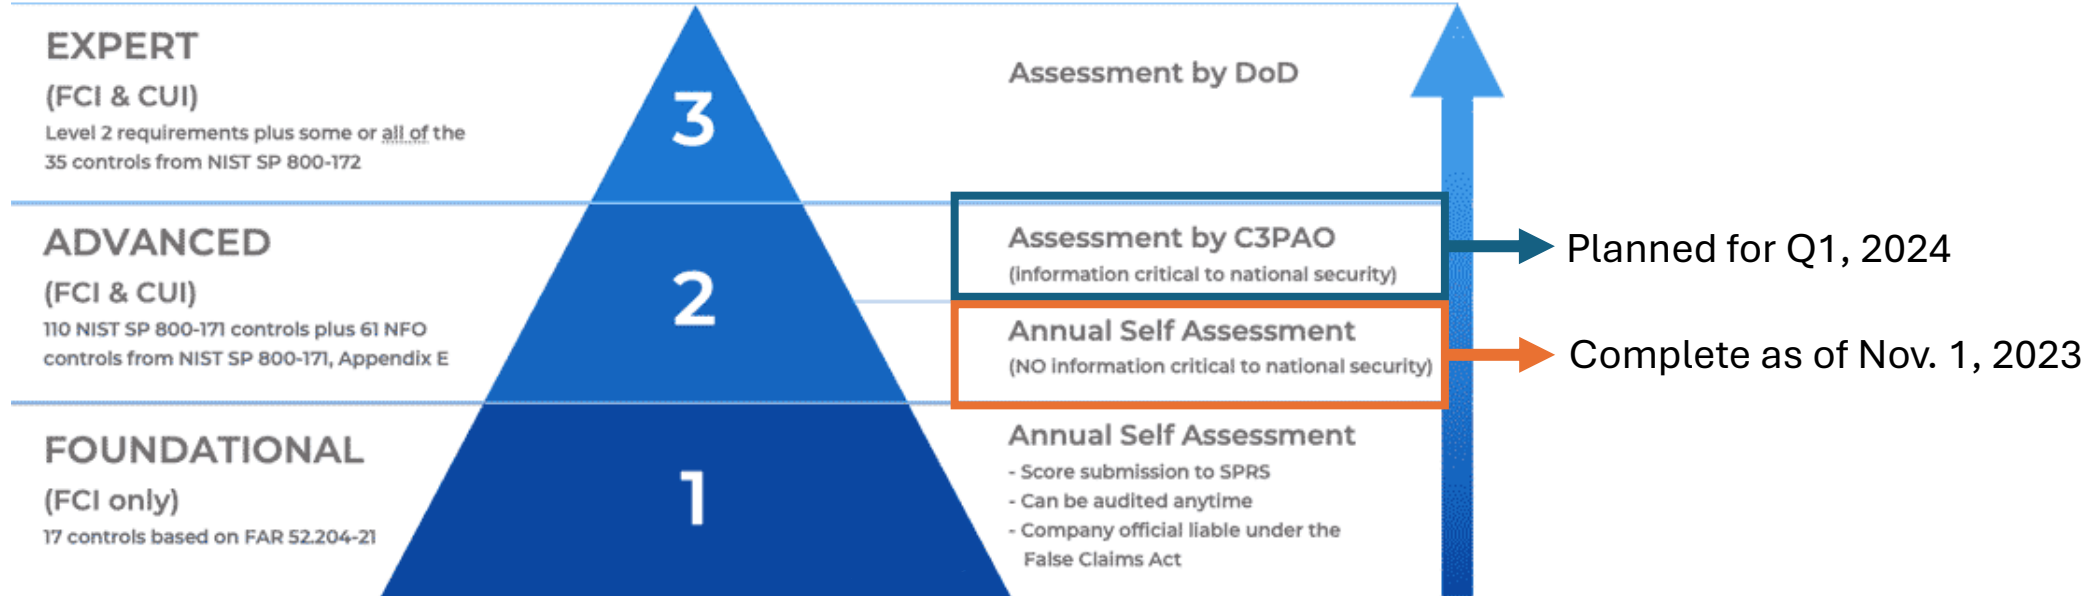 EXPERT
(FCI & CUI)
Level 2 requirements plus some or all of the
35 controls from NIST SP 800-172
3
Assessment by DoD
ADVANCED
(FCI & CUI)
110 NIST SP 800-171 controls plus 61 NFO
controls from NIST SP 800-171, Appendix E
2
Assessment by C3PAO
(information critical to national security)
Planned for Q1, 2024
Annual Self Assessment
(NO information critical to national security)
Complete as of Nov. 1, 2023
FOUNDATIONAL
(FCI only)
17 controls based on FAR 52.204-21
1
Annual Self Assessment
- Score submission to SPRS
- Can be audited anytime
- Company official liable under the
False Claims Act